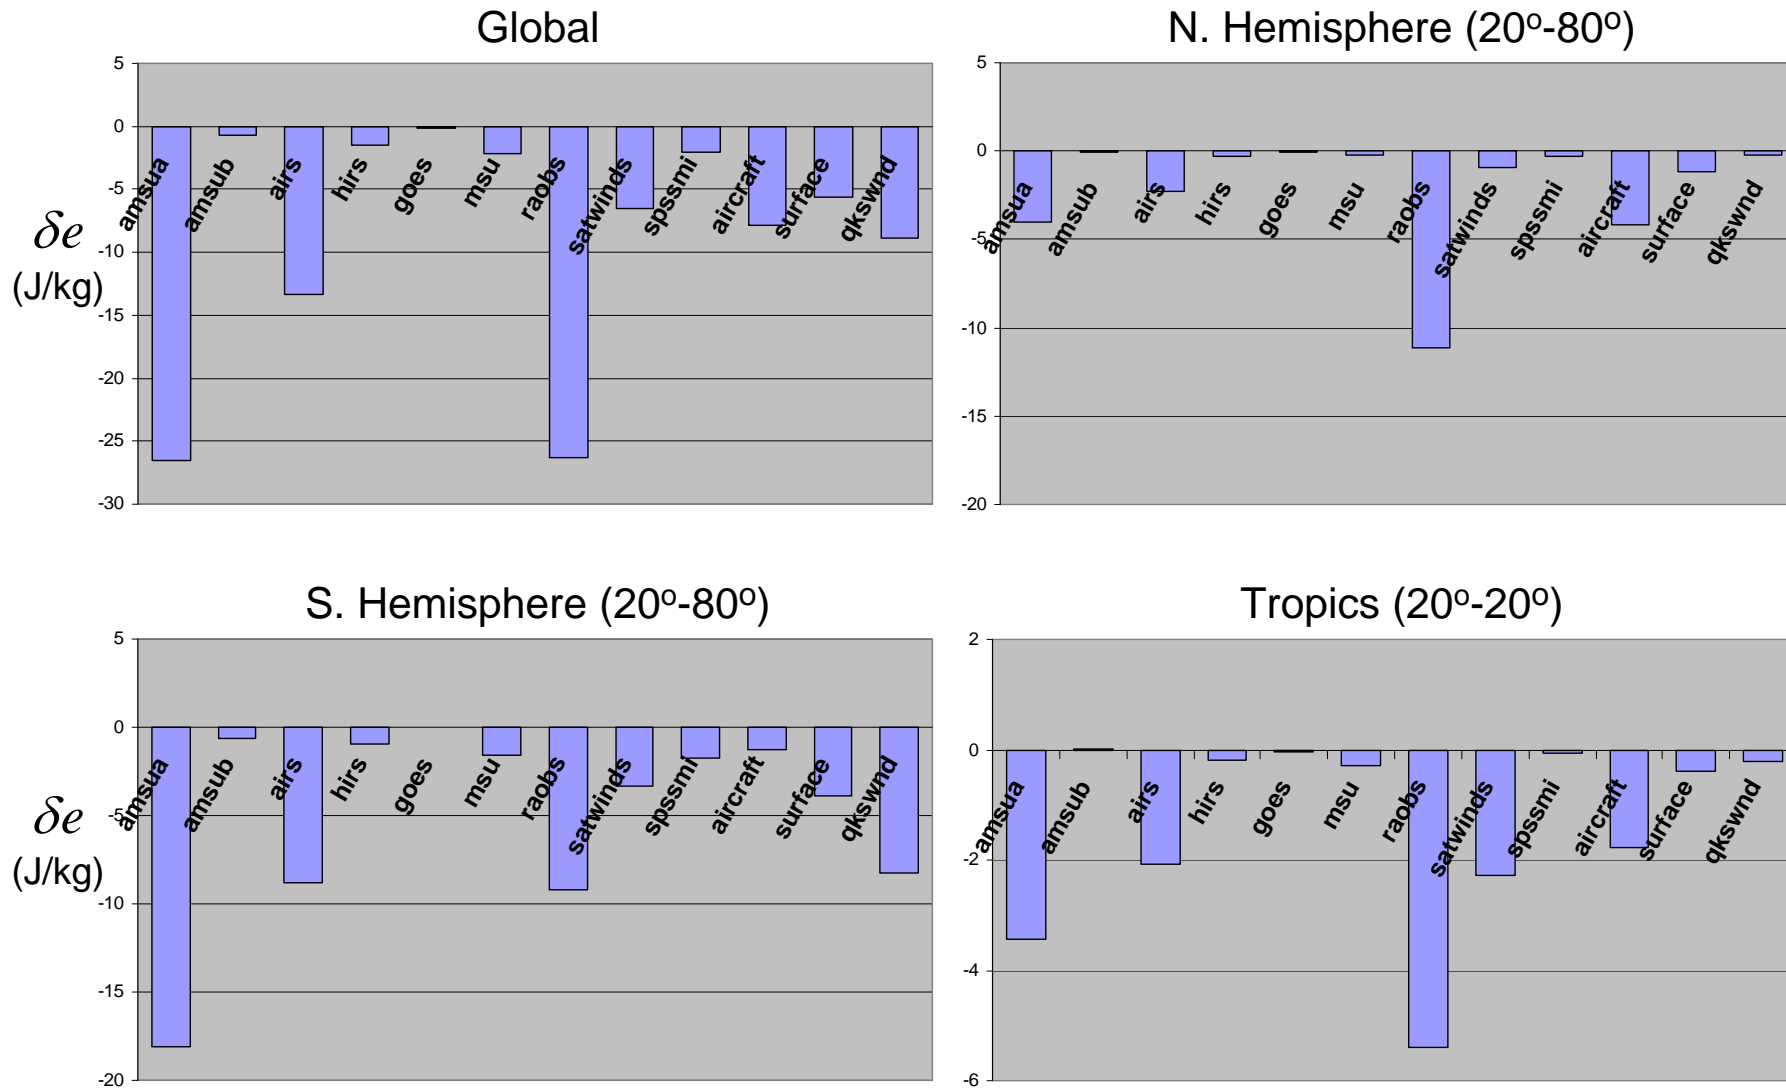 Global
5
0
-5
-10
-15
-20
-25
-30
δe
(J/kg)
amsua
amsub
airs
hirs
goes
msu
raobs
satwinds
spssmi
aircraft
surface
qkswnd
N. Hemisphere (20º-80º)
5
0
-5
-10
-15
-20
amsua
amsub
airs
hirs
goes
msu
raobs
satwinds
spssmi
aircraft
surface
qkswnd
S. Hemisphere (20º-80º)
5
0
-5
-10
-15
-20
δe
(J/kg)
amsua
amsub
airs
hirs
goes
msu
raobs
satwinds
spssmi
aircraft
surface
qkswnd
Tropics (20º-20º)
2
0
-2
-4
-6
amsua
amsub
airs
hirs
goes
msu
raobs
satwinds
spssmi
aircraft
surface
qkswnd